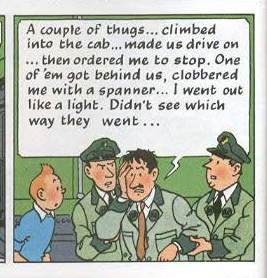 A couple of thugs... climbed
into the cab... made us drive on
... then ordered me to stop. One
of 'em got behind us, clobbered
me with a spanner... I went out
like a light. Didn't see which
way they went...